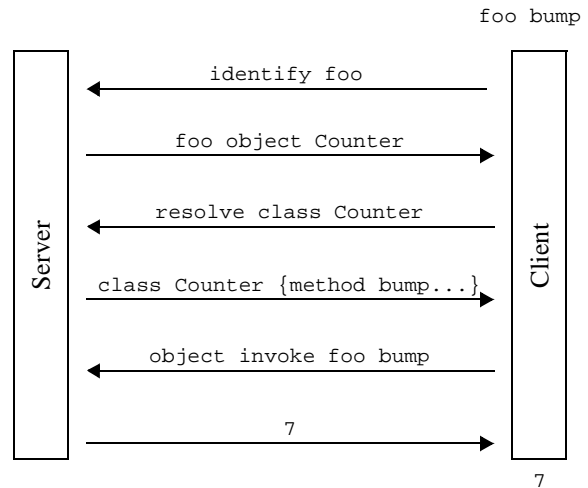 foo bump
identify foo
foo object Counter
resolve class Counter
Server
Client
class Counter {method bump...}
object invoke foo bump
7
7